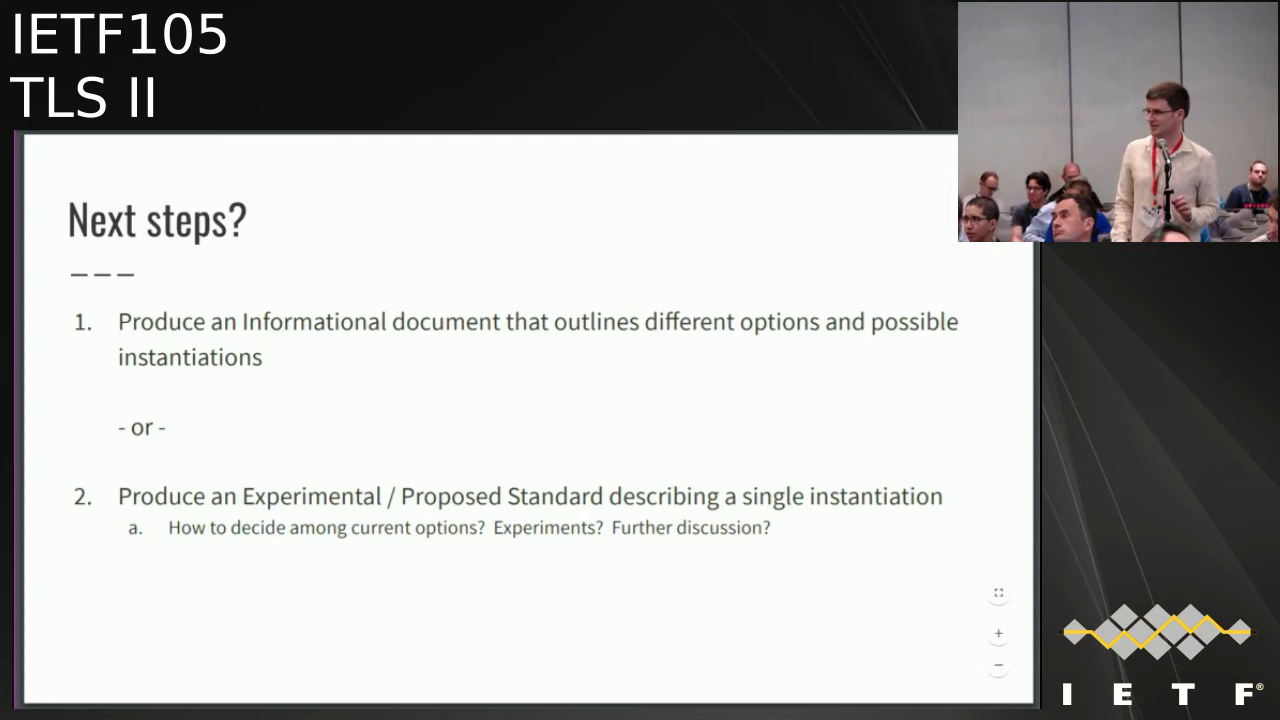 IETF105
TLS II
Next steps?
1. Produce an Informational document that outlines different options and possible
instantiations
- or -
2. Produce an Experimental / Proposed Standard describing a single instantiation
a. How to decide among current options? Experiments? Further discussion?
I E T F®